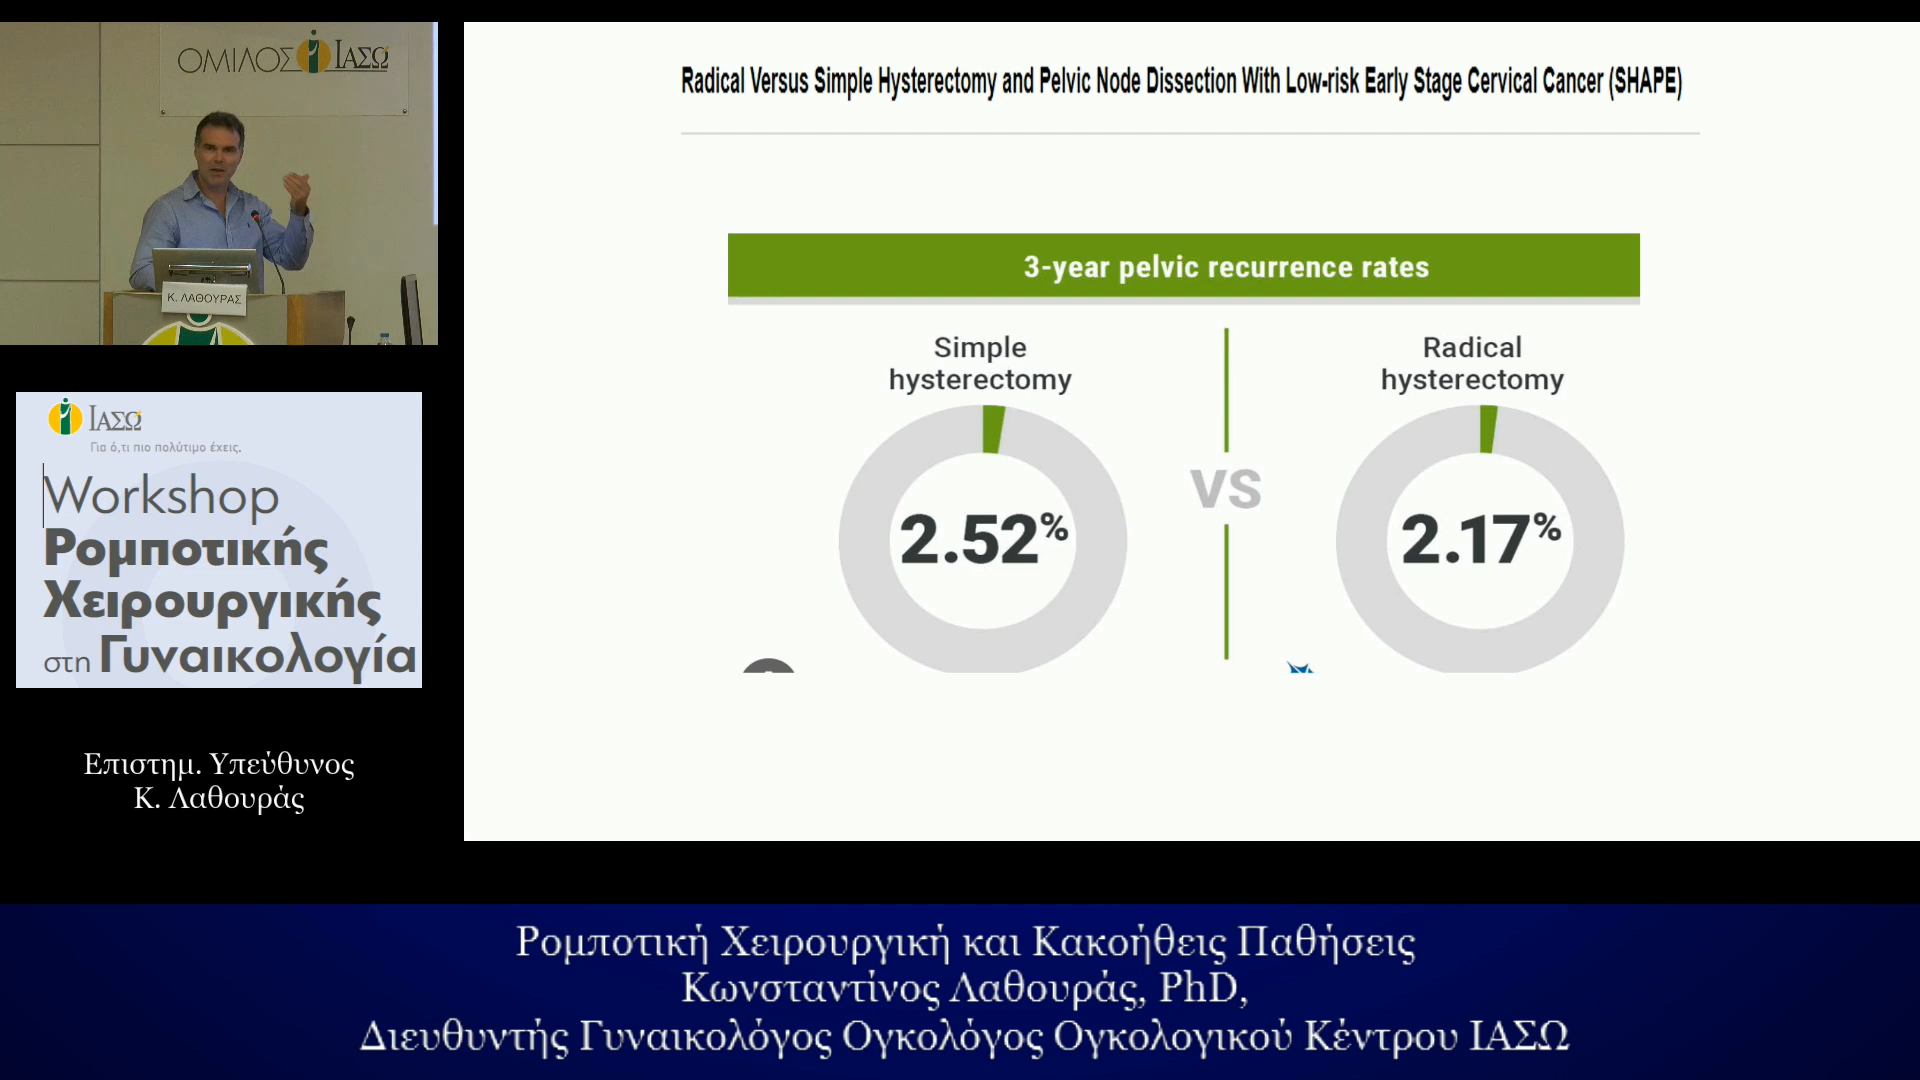 ΟΜΙΛΟΣ ΙΑΣΩ
Κ. ΛΑΘΟΥΡΑΣ
ΙΑΣΩ
Για ό,τι πιο πολύτιμο έχεις.
Workshop
Ρομποτικής
Χειρουργικής
στη Γυναικολογία
Επιστημ. Υπεύθυνος
Κ. Λαθουράς
Radical Versus Simple Hysterectomy and Pelvic Node Dissection With Low-risk Early Stage Cervical Cancer (SHAPE)
3-year pelvic recurrence rates
Simple
hysterectomy
2.52%
VS
Radical
hysterectomy
2.17%
Ρομποτική Χειρουργική και Κακοήθεις Παθήσεις
Κωνσταντίνος Λαθουράς, PhD,
Διευθυντής Γυναικολόγος Ογκολόγος Ογκολογικού Κέντρου ΙΑΣΩ